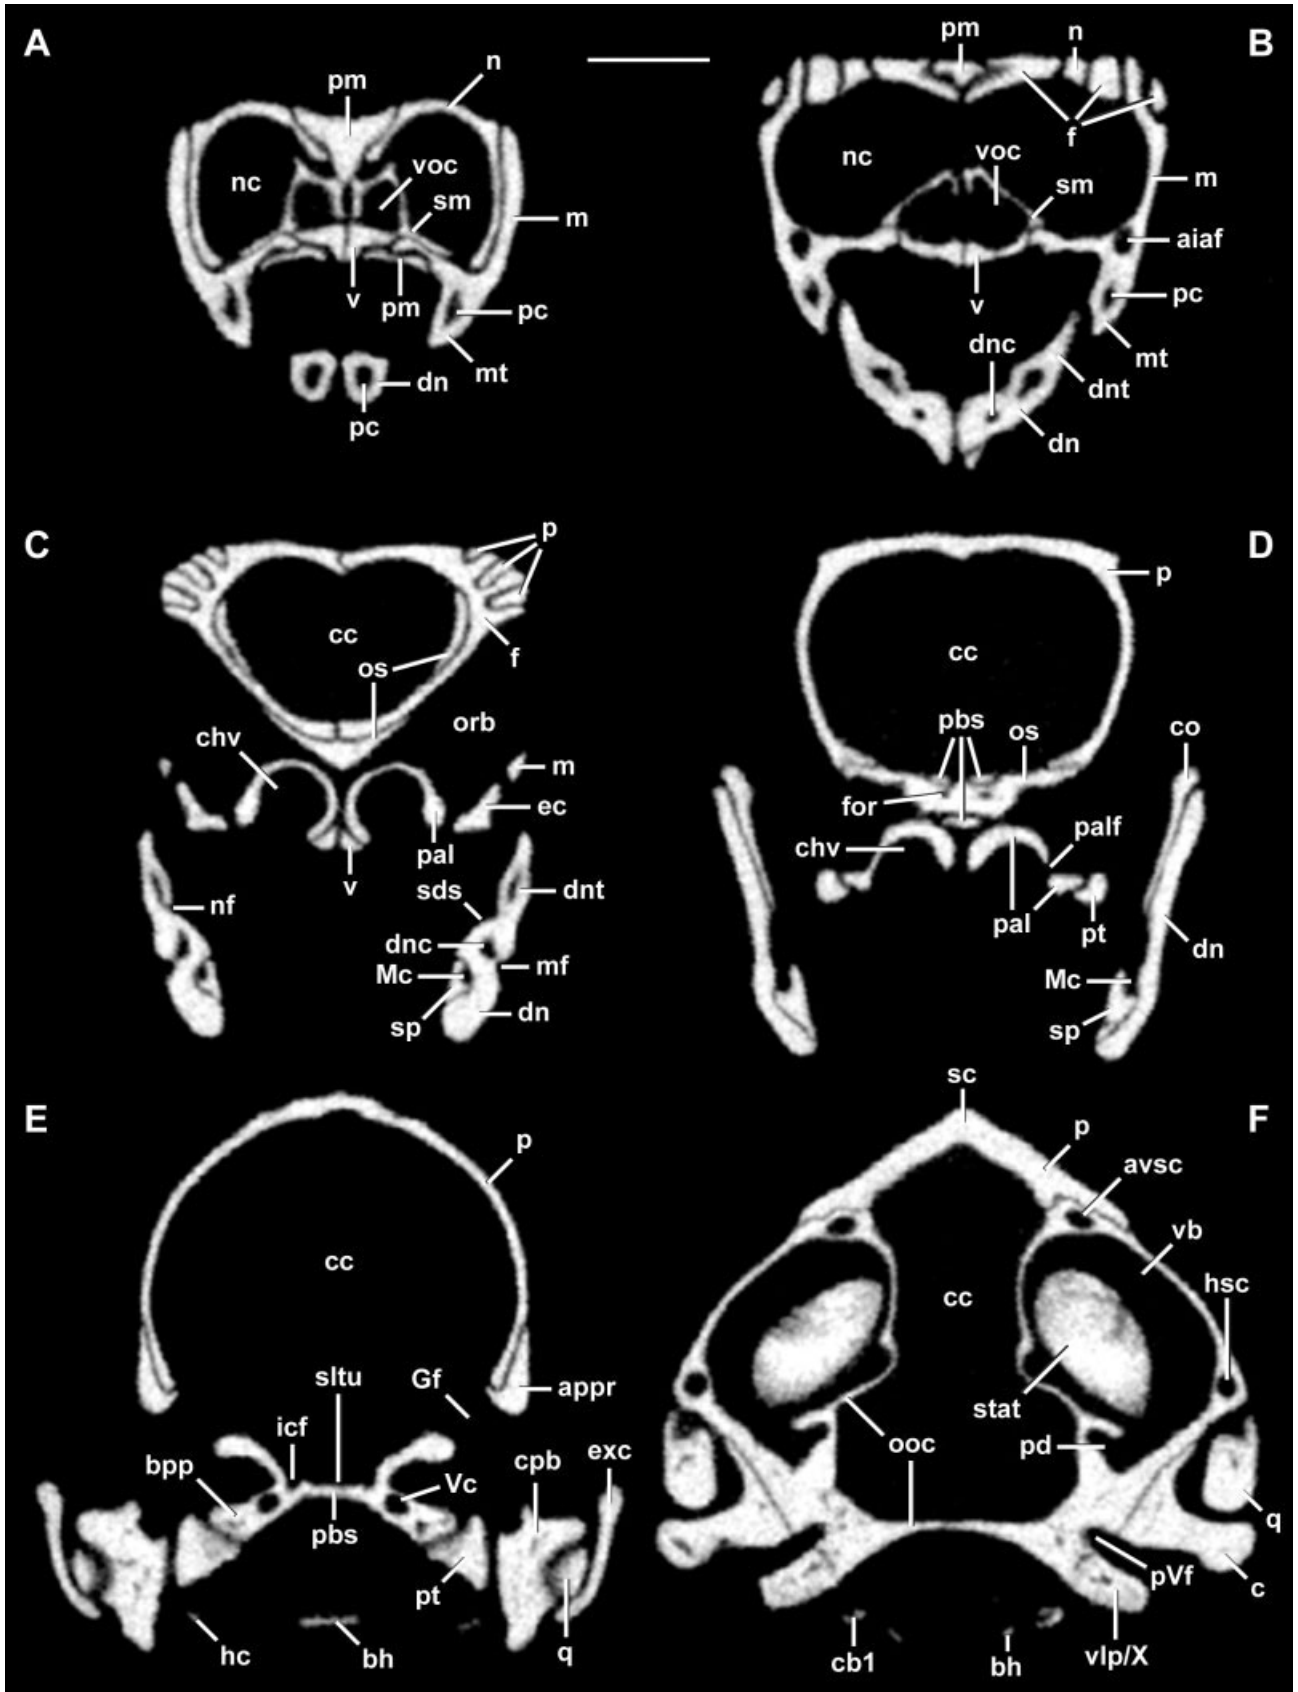 A
n
pm
voc
nc
sm
m
v
pm
pc
mt
dn
pc
B
pm
n
f
voc
nc
sm
m
aiaf
v
pc
dnc
mt
dnt
dn
C
p
cc
f
os
orb
chv
m
ec
pal
v
sds
dnt
nf
dnc
mf
Mc
dn
sp
D
p
cc
pbs
os
co
for
chv
palf
pal
pt
dn
Mc
sp
E
p
cc
sltu
Gf
appr
icf
bpp
cpb
exc
Vc
pbs
pt
hc
bh
q
F
sc
p
avsc
vb
hsc
cc
stat
ooc
pd
q
pVf
c
cb1
bh
vlp/X